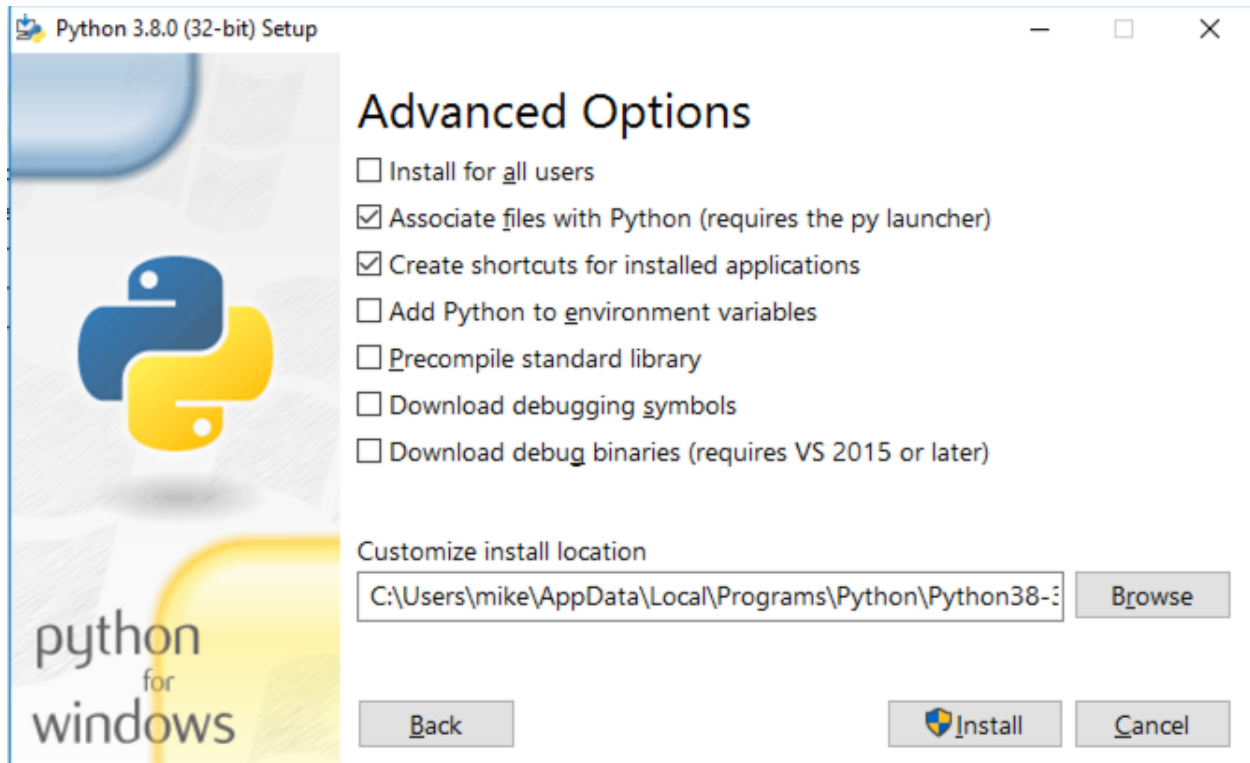 Python 3.8.0 (32-bit) Setup
Advanced Options
Install for all users
Associate files with Python (requires the py launcher)
Create shortcuts for installed applications
Add Python to environment variables
Precompile standard library
Download debugging symbols
Download debug binaries (requires VS 2015 or later)
Customize install location
C:\Users\mike\AppData\Local\Programs\Python\Python38-3
Browse
python
for
windows
Back
Install
Cancel